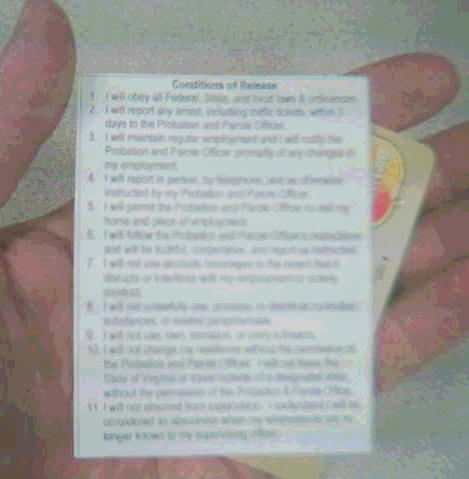 Conditions of Release
1. I will obey all Federal, State, and local laws & ordinances.
2. I will report any arrest, including traffic tickets, within 3
days to the Probation and Parole Officer.
3. I will maintain regular employment and I will notify the
Probation and Parole Officer promptly of any changes in
my employment.
4. I will report in person, by telephone, and as otherwise
instructed by my Probation and Parole Officer.
5. I will permit the Probation and Parole Officer to visit my
home and place of employment.
6. I will follow the Probation and Parole Officer's instructions
and will be truthful, cooperative, and report as instructed.
7. I will not use alcoholic beverages to the extent that it
disrupts or interferes with my employment or orderly
conduct.
8. I will not unlawfully use, possess, or distribute controlled
substances, or related paraphernalia.
9. I will not use, own, transport, or carry a firearm.
10. I will not change my residence without the permission of
the Probation and Parole Officer. I will not leave the
State of Virginia or travel outside of a designated area
without the permission of the Probation & Parole Office.
11. I will not abscond from supervision. I understand I will be
considered an absconder when my whereabouts are no
longer known to my supervising officer.